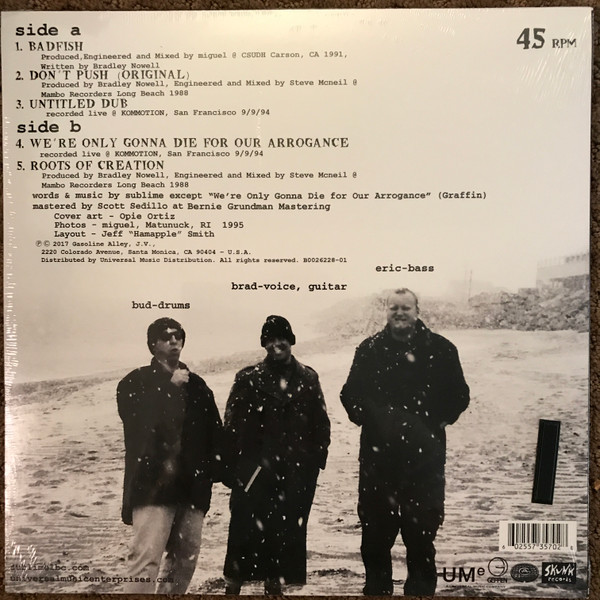 side a
45 RPM
1. BADFISH
Produced,Engineered and Mixed by miguel @ CSUDH Carson, CA 1991,
Written by Bradley Nowell
2. DON'T PUSH (ORIGINAL)
Produced by Bradley Nowell, Engineered and Mixed by Steve Mcneil @
Mambo Recorders Long Beach 1988
3. UNTITLED DUB
recorded live @ KOMMOTION, San Francisco 9/9/94
side b
4. WE'RE ONLY GONNA DIE FOR OUR ARROGANCE
recorded live @ KOMMOTION, San Francisco 9/9/94
5. ROOTS OF CREATION
Produced by Bradley Nowell, Engineered and Mixed by Steve Mcneil @
Mambo Recorders Long Beach 1988
words & music by sublime except "We're Only Gonna Die for Our Arrogance" (Graffin)
mastered by Scott Sedillo at Bernie Grundman Mastering
Cover art - Opie Ortiz
Photos - miguel, Matunuck, RI 1995
Layout - Jeff "Hamapple" Smith
℗ © 2017 Gasoline Alley, J.V.,
2220 Colorado Avenue, Santa Monica, CA 90404 - U.S.A.
Distributed by Universal Music Distribution. All rights reserved. B0026228-01
eric-bass
brad-voice, guitar
bud-drums
02557 35702
sublimelbc.com
universalmusicenterprises.com
UMe
SKUNK
RECORDS